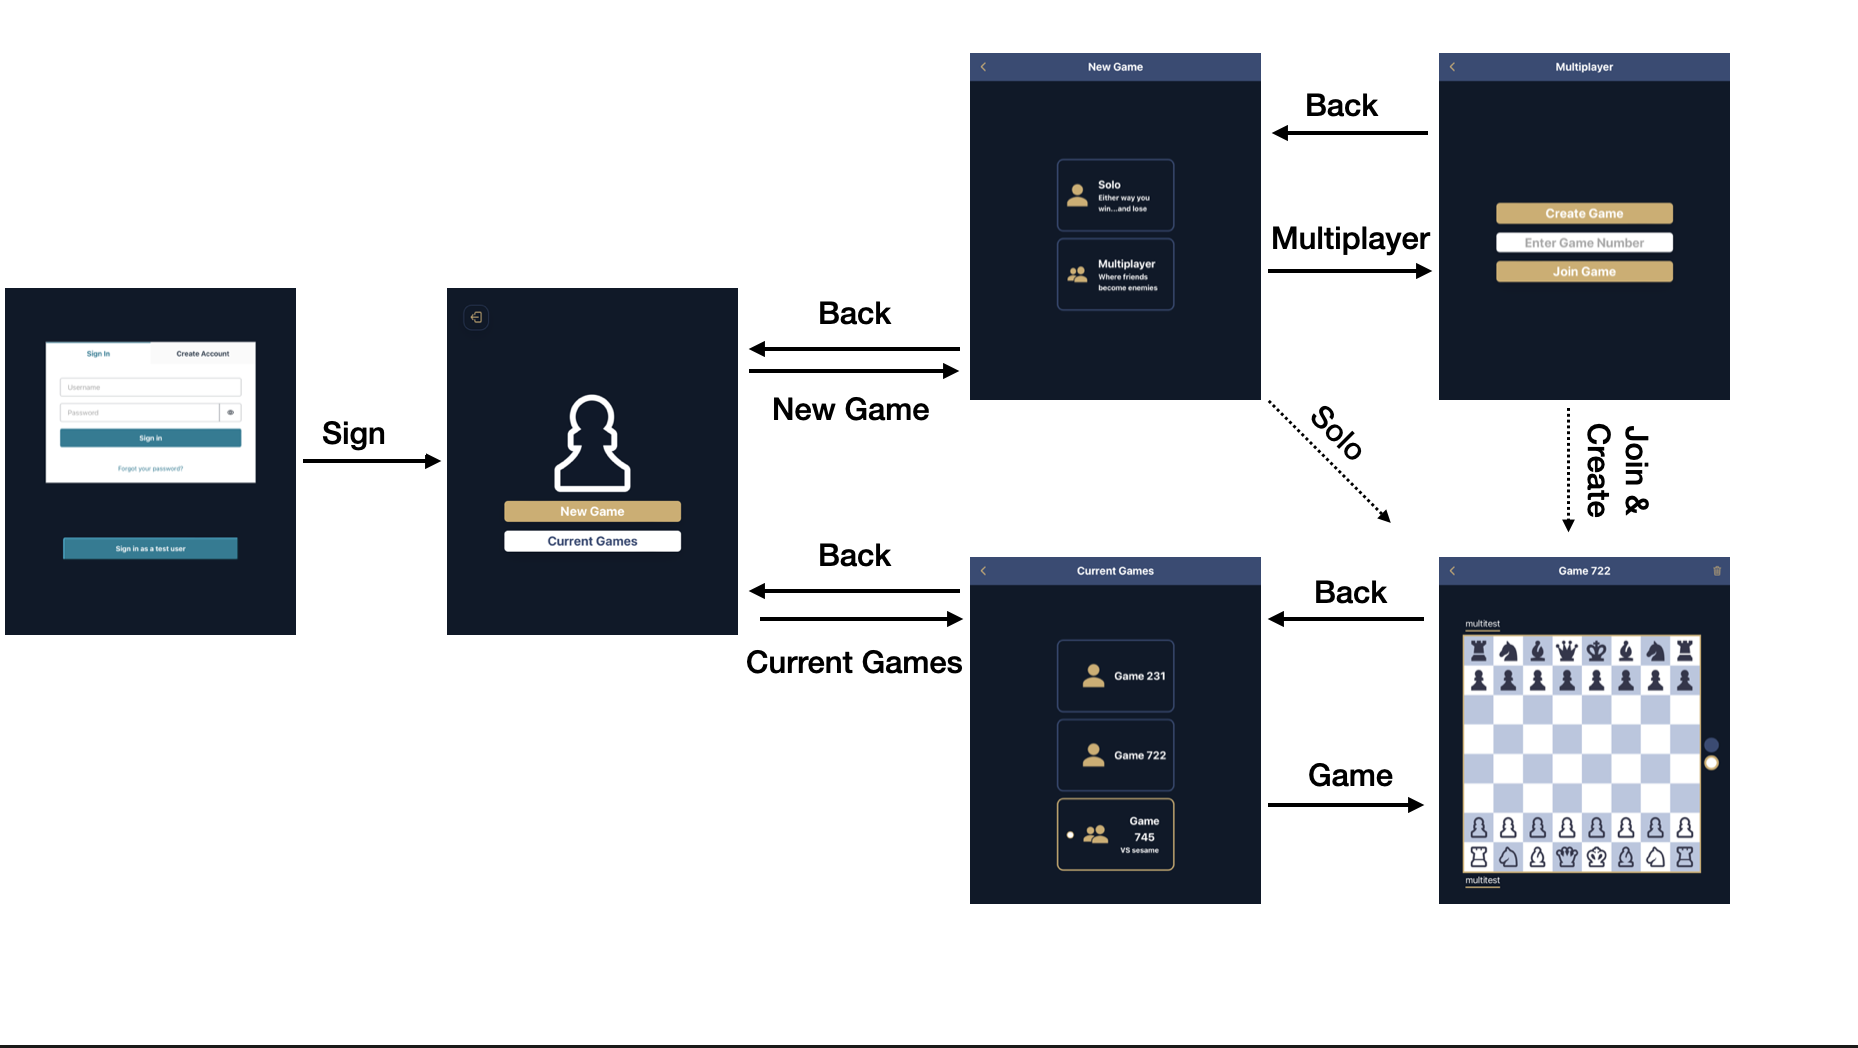 Sign In
Create Account
Username
Password
Sign in
Forgot your password?
Sign in as a test user
Sign
New Game
Current Games
Back
New Game
Back
Current Games
New Game
Solo
Either way you
win...and lose
Multiplayer
Where friends
become enemies
Back
Multiplayer
Multiplayer
Create Game
Enter Game Number
Join Game
Solo
Join &
Create
Current Games
Game 231
Game 722
Game
745
VS sesame
Back
Game
Game 722
multitest
multitest